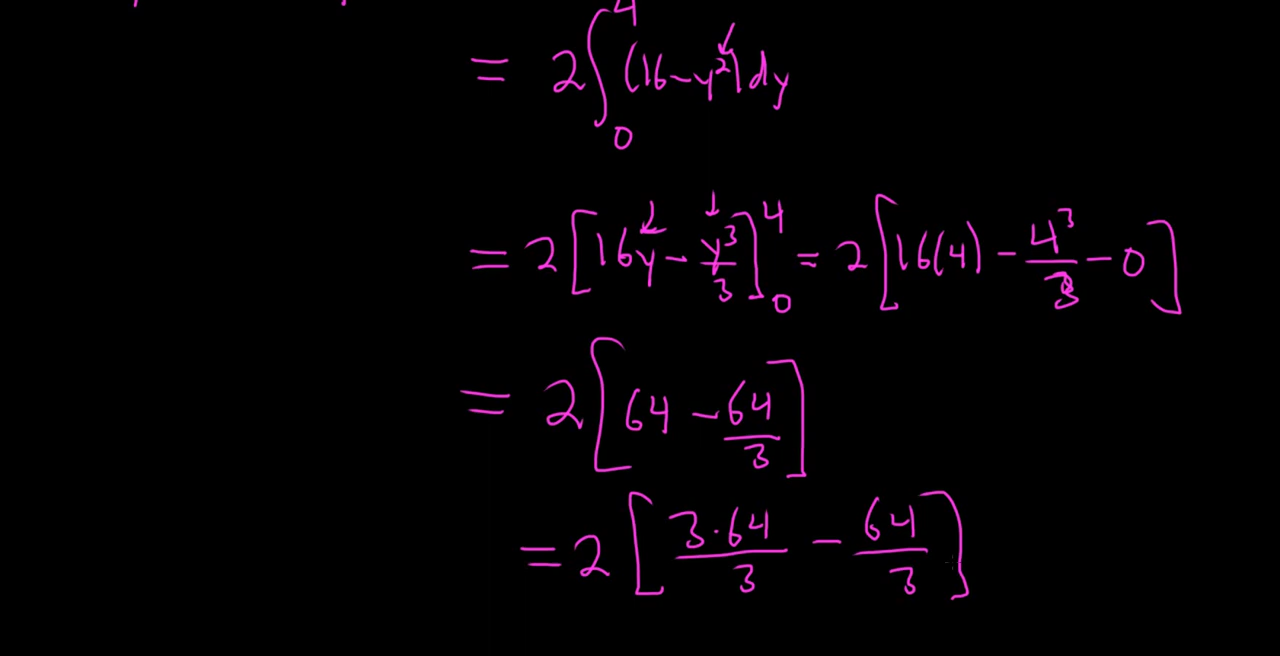 = 2∫₀⁴ (16-y²)dy
= 2[16y - y³/3]₀⁴ = 2[16(4) - 4³/3 - 0]
= 2[64 - 64/3]
= 2[3·64/3 - 64/3]